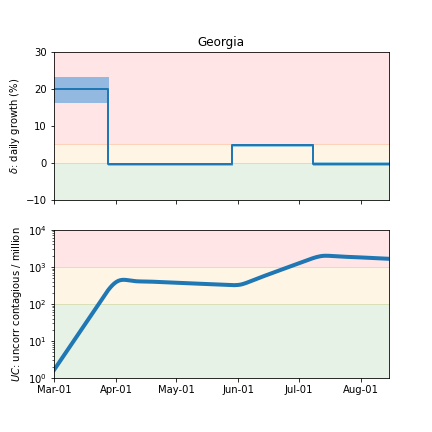 Georgia
δ: daily growth (%)
30
20
10
0
−10
UC: uncorr contagious / million
10⁴
10³
10²
10¹
10⁰
Mar-01 Apr-01 May-01 Jun-01 Jul-01 Aug-01